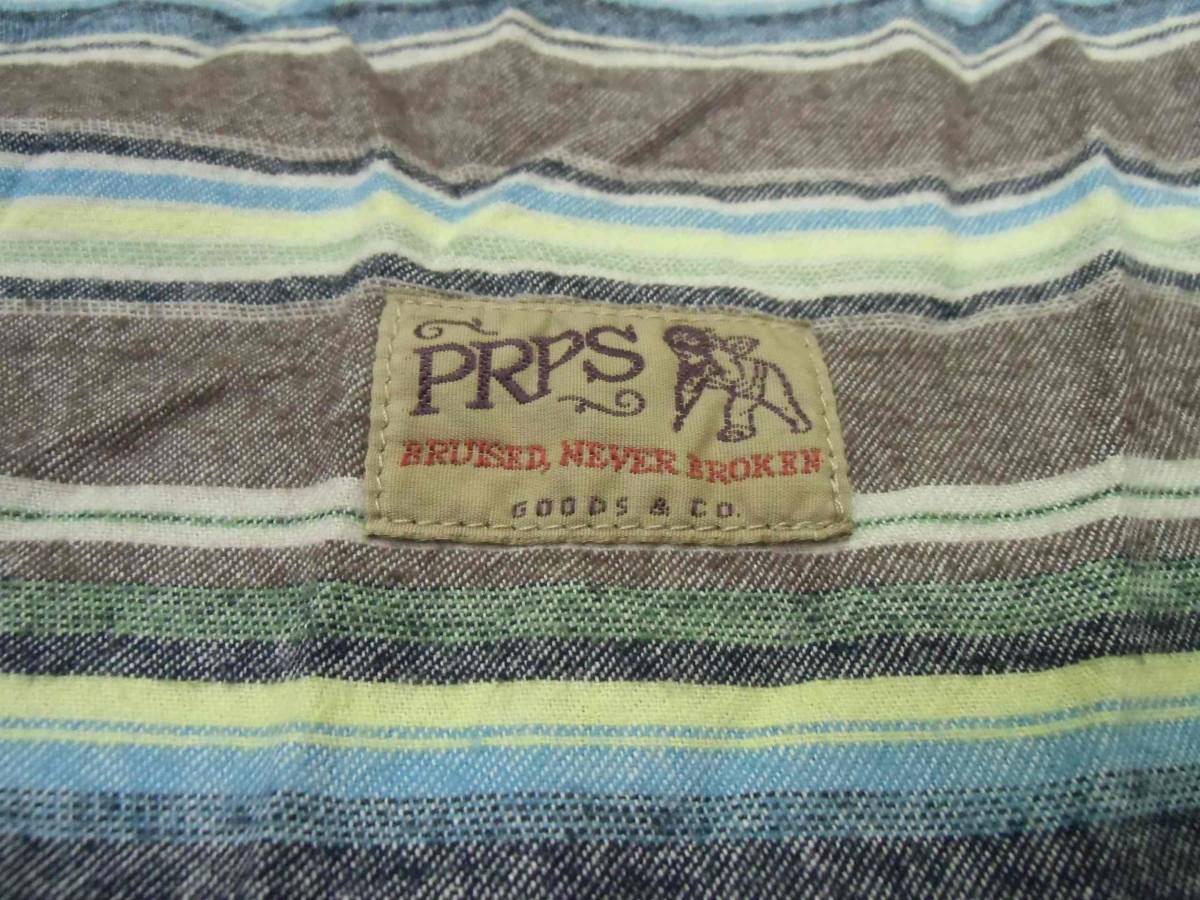 PRPS
BRUISED, NEVER BROKEN
GOODS & CO.